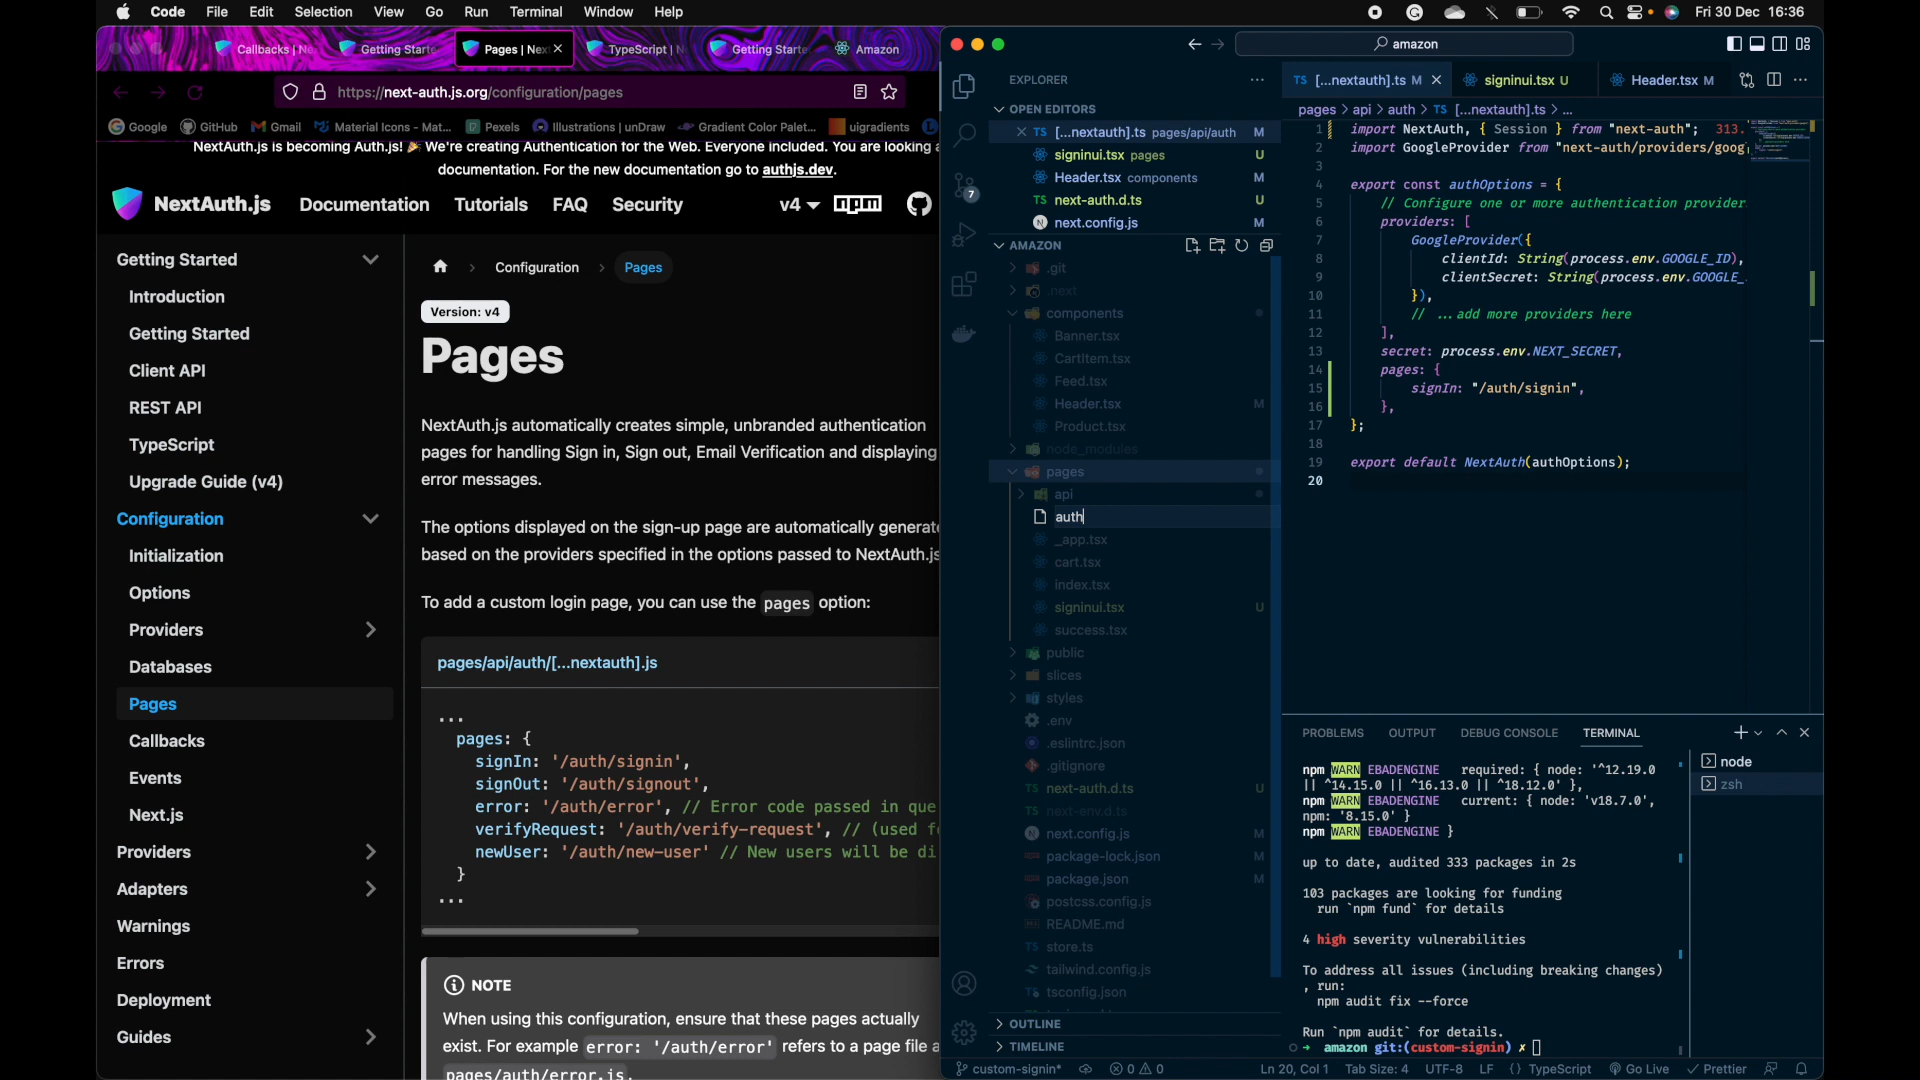 Code File Edit Selection View Go Run Terminal Window Help
Fri 30 Dec 16:36
Callbacks | Ne
Getting Starte
Pages | Nex
TypeScript | N
Getting Starte
Amazon
https://next-auth.js.org/configuration/pages
Google GitHub Gmail Material Icons - Mat... Pexels Illustrations | unDraw Gradient Color Palet... uigradients
NextAuth.js is becoming Auth.js! 🎉 We're creating Authentication for the Web. Everyone included. You are looking a
documentation. For the new documentation go to authjs.dev.
NextAuth.js Documentation Tutorials FAQ Security v4 npm
Getting Started
Introduction
Getting Started
Client API
REST API
TypeScript
Upgrade Guide (v4)
Configuration
Initialization
Options
Providers
Databases
Pages
Callbacks
Events
Next.js
Providers
Adapters
Warnings
Errors
Deployment
Guides
Configuration > Pages
Version: v4
Pages
NextAuth.js automatically creates simple, unbranded authentication
pages for handling Sign in, Sign out, Email Verification and displaying
error messages.
The options displayed on the sign-up page are automatically generate
based on the providers specified in the options passed to NextAuth.js
To add a custom login page, you can use the pages option:
pages/api/auth/[...nextauth].js
...
pages: {
signIn: '/auth/signin',
signOut: '/auth/signout',
error: '/auth/error', // Error code passed in que
verifyRequest: '/auth/verify-request', // (used f
newUser: '/auth/new-user' // New users will be di
}
...
NOTE
When using this configuration, ensure that these pages actually
exist. For example error: '/auth/error' refers to a page file a
pages/auth/error.js.
amazon
EXPLORER ...
OPEN EDITORS
TS [...nextauth].ts pages/api/auth M
signinui.tsx pages U
Header.tsx components M
TS next-auth.d.ts U
next.config.js M
AMAZON
.git
.next
components
Banner.tsx
CartItem.tsx
Feed.tsx
Header.tsx M
Product.tsx
node_modules
pages
api
auth
_app.tsx
cart.tsx
index.tsx
signinui.tsx U
success.tsx
public
slices
styles
.env
.eslintrc.json
.gitignore
TS next-auth.d.ts U
TS next-env.d.ts
next.config.js M
package-lock.json M
package.json M
postcss.config.js
README.md
TS store.ts
tailwind.config.js
tsconfig.json
OUTLINE
TIMELINE
7
TS [...nextauth].ts M signinui.tsx U Header.tsx M
pages > api > auth > TS [...nextauth].ts > ...
1 import NextAuth, { Session } from "next-auth"; 313.
2 import GoogleProvider from "next-auth/providers/goog
3
4 export const authOptions = {
5 // Configure one or more authentication provider
6 providers: [
7 GoogleProvider({
8 clientId: String(process.env.GOOGLE_ID),
9 clientSecret: String(process.env.GOOGLE_
10 }),
11 // ...add more providers here
12 ],
13 secret: process.env.NEXT_SECRET,
14 pages: {
15 signIn: "/auth/signin",
16 },
17 };
18
19 export default NextAuth(authOptions);
20
PROBLEMS OUTPUT DEBUG CONSOLE TERMINAL
node
zsh
npm WARN EBADENGINE required: { node: '^12.19.0
|| ^14.15.0 || ^16.13.0 || ^18.12.0' },
npm WARN EBADENGINE current: { node: 'v18.7.0',
npm: '8.15.0' }
npm WARN EBADENGINE }
up to date, audited 333 packages in 2s
103 packages are looking for funding
run `npm fund` for details
4 high severity vulnerabilities
To address all issues (including breaking changes)
, run:
npm audit fix --force
Run `npm audit` for details.
→ amazon git:(custom-signin) ✗
custom-signin* 0 0 Ln 20, Col 1 Tab Size: 4 UTF-8 LF {} TypeScript Go Live Prettier